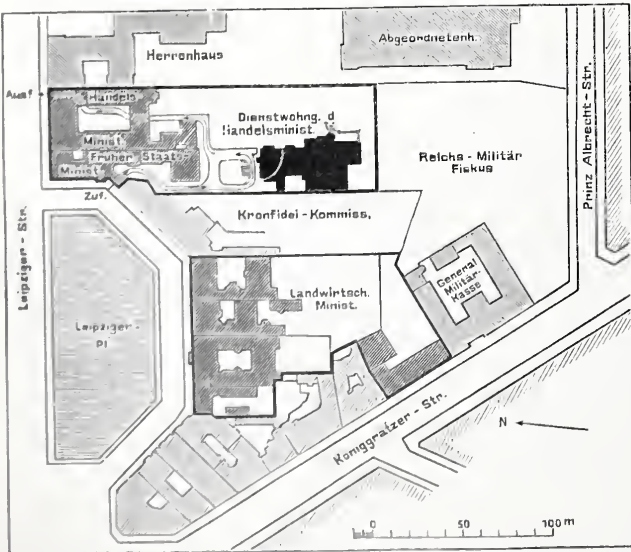 Herrenhaus
Abgeordnetenh.
Ausf.
Handels
Minist.
Früher Staats
Minist.
Zuf.
Dienstwohng. d
Handelsminist.
Reichs - Militär
Fiskus
Prinz Albrecht - Str.
Kronfidei - Kommiss.
Leipziger - Str.
Leipziger -
Pl
Landwirtsch.
Minist.
General
Militär-
Kasse
Königgrätzer - Str.
N
0 50 100 m